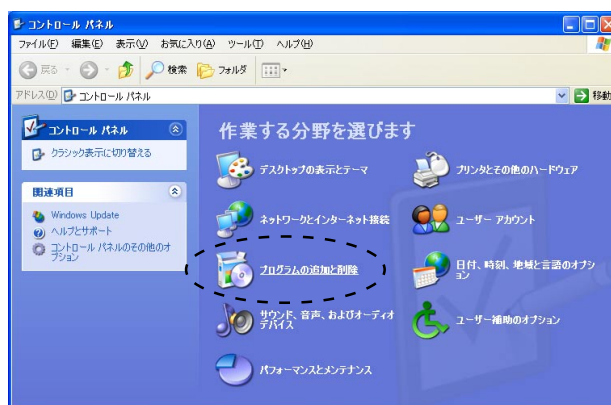 コントロール パネル
ファイル(F) 編集(E) 表示(V) お気に入り(A) ツール(T) ヘルプ(H)
戻る 検索 フォルダ
アドレス(D) コントロール パネル 移動
コントロール パネル
クラシック表示に切り替える
関連項目
Windows Update
ヘルプとサポート
コントロール パネルのその他のオ
プション
作業する分野を選びます
デスクトップの表示とテーマ
プリンタとその他のハードウェア
ネットワークとインターネット接続
ユーザー アカウント
プログラムの追加と削除
日付、時刻、地域と言語のオプシ
ョン
サウンド、音声、およびオーディオ
デバイス
ユーザー補助のオプション
パフォーマンスとメンテナンス